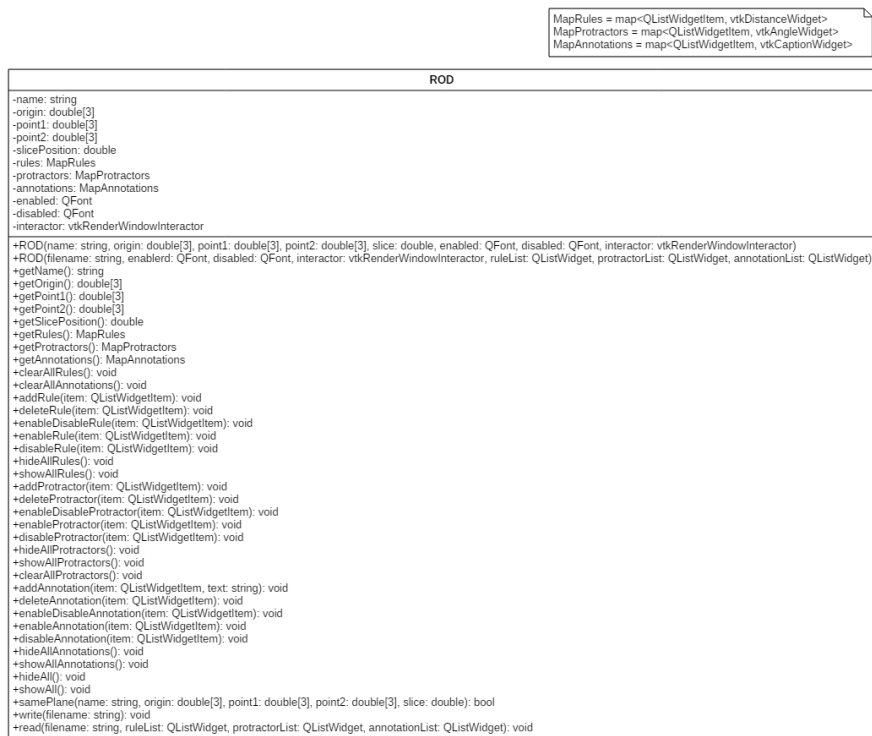 MapRules = map<QListWidgetItem, vtkDistanceWidget>
MapProtractors = map<QListWidgetItem, vtkAngleWidget>
MapAnnotations = map<QListWidgetItem, vtkCaptionWidget>
ROD
-name: string
-origin: double[3]
-point1: double[3]
-point2: double[3]
-slicePosition: double
-rules: MapRules
-protractors: MapProtractors
-annotations: MapAnnotations
-enabled: QFont
-disabled: QFont
-interactor: vtkRenderWindowInteractor
+ROD(name: string, origin: double[3], point1: double[3], point2: double[3], slice: double, enabled: QFont, disabled: QFont, interactor: vtkRenderWindowInteractor)
+ROD(filename: string, enablerd: QFont, disabled: QFont, interactor: vtkRenderWindowInteractor, ruleList: QListWidget, protractorList: QListWidget, annotationList: QListWidget)
+getName(): string
+getOrigin(): double[3]
+getPoint1(): double[3]
+getPoint2(): double[3]
+getSlicePosition(): double
+getRules(): MapRules
+getProtractors(): MapProtractors
+getAnnotations(): MapAnnotations
+clearAllRules(): void
+clearAllAnnotations(): void
+addRule(item: QListWidgetItem): void
+deleteRule(item: QListWidgetItem): void
+enableDisableRule(item: QListWidgetItem): void
+enableRule(item: QListWidgetItem): void
+disableRule(item: QListWidgetItem): void
+hideAllRules(): void
+showAllRules(): void
+addProtractor(item: QListWidgetItem): void
+deleteProtractor(item: QListWidgetItem): void
+enableDisableProtractor(item: QListWidgetItem): void
+enableProtractor(item: QListWidgetItem): void
+disableProtractor(item: QListWidgetItem): void
+hideAllProtractors(): void
+showAllProtractors(): void
+clearAllProtractors(): void
+addAnnotation(item: QListWidgetItem, text: string): void
+deleteAnnotation(item: QListWidgetItem): void
+enableDisableAnnotation(item: QListWidgetItem): void
+enableAnnotation(item: QListWidgetItem): void
+disableAnnotation(item: QListWidgetItem): void
+hideAllAnnotations(): void
+showAllAnnotations(): void
+hideAll(): void
+showAll(): void
+samePlane(name: string, origin: double[3], point1: double[3], point2: double[3], slice: double): bool
+write(filename: string): void
+read(filename: string, ruleList: QListWidget, protractorList: QListWidget, annotationList: QListWidget): void